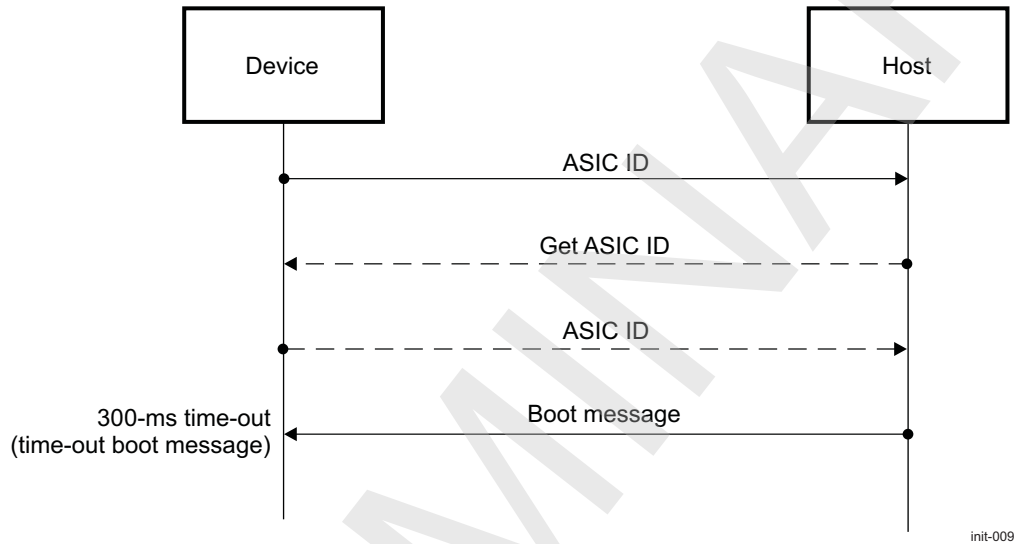 Device
Host
ASIC ID
Get ASIC ID
ASIC ID
Boot message
300-ms time-out
(time-out boot message)
init-009